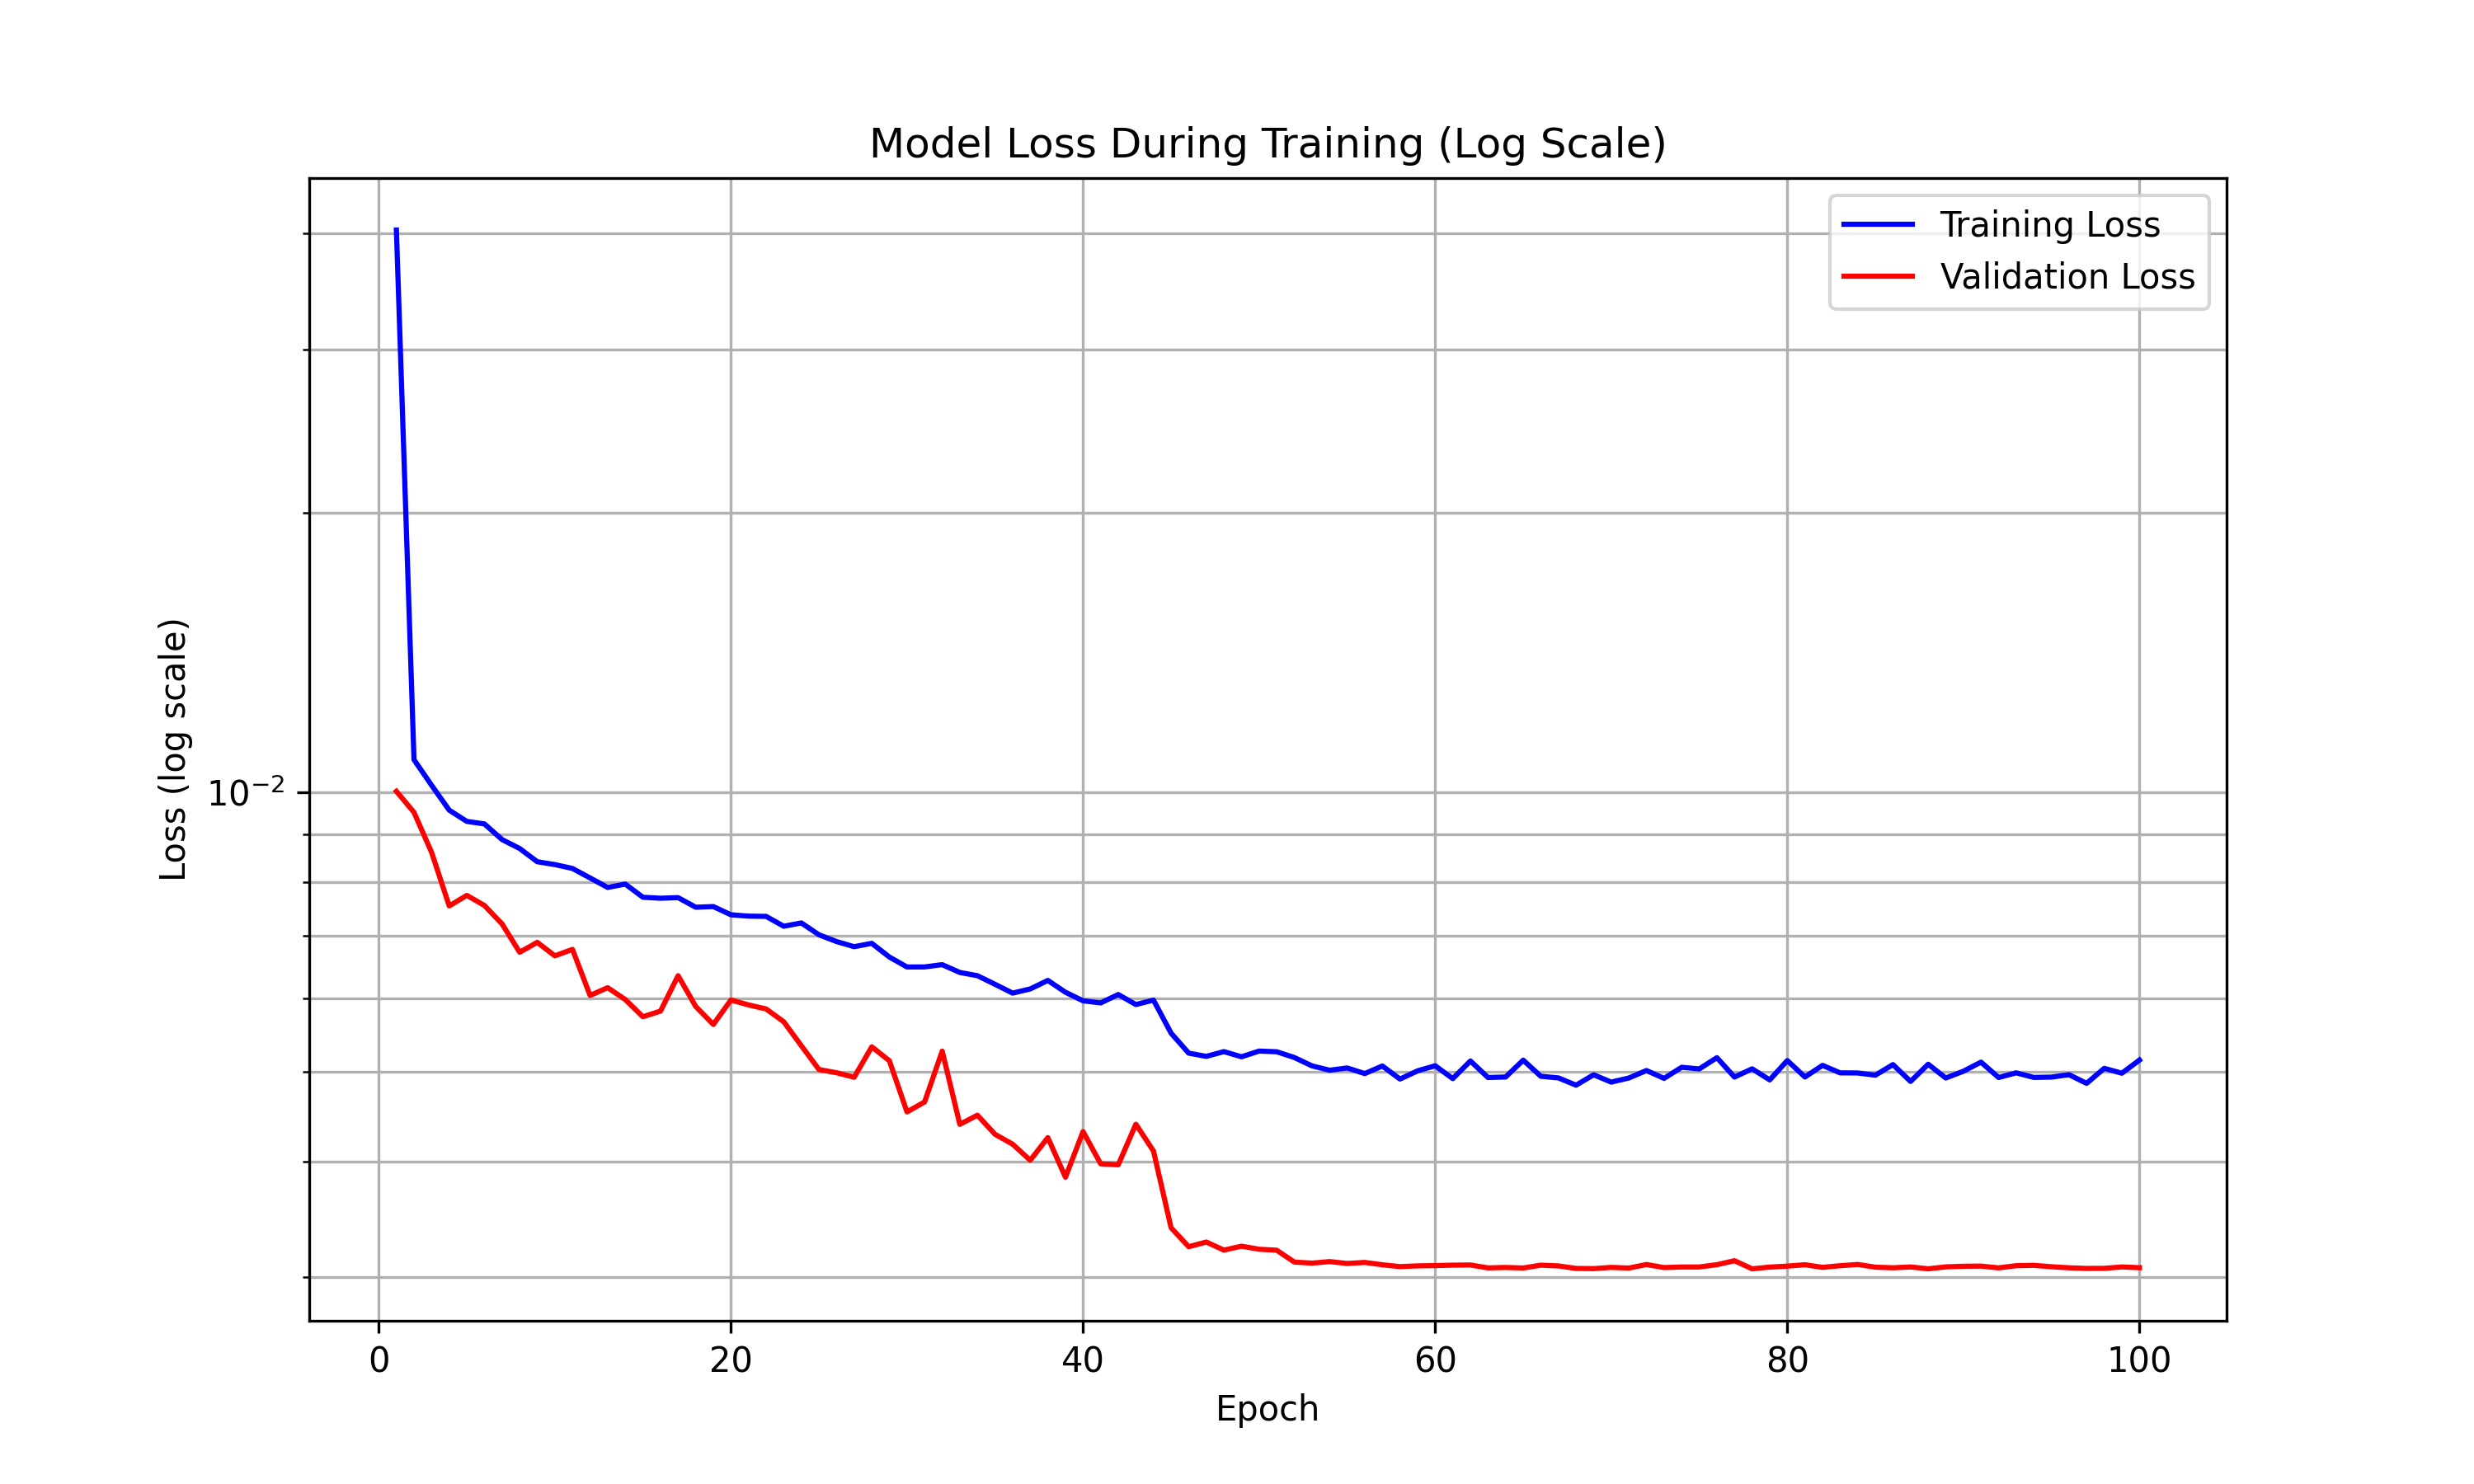 Model Loss During Training (Log Scale)
Training Loss
Validation Loss
Loss (log scale)
10⁻²
0 20 40 60 80 100
Epoch